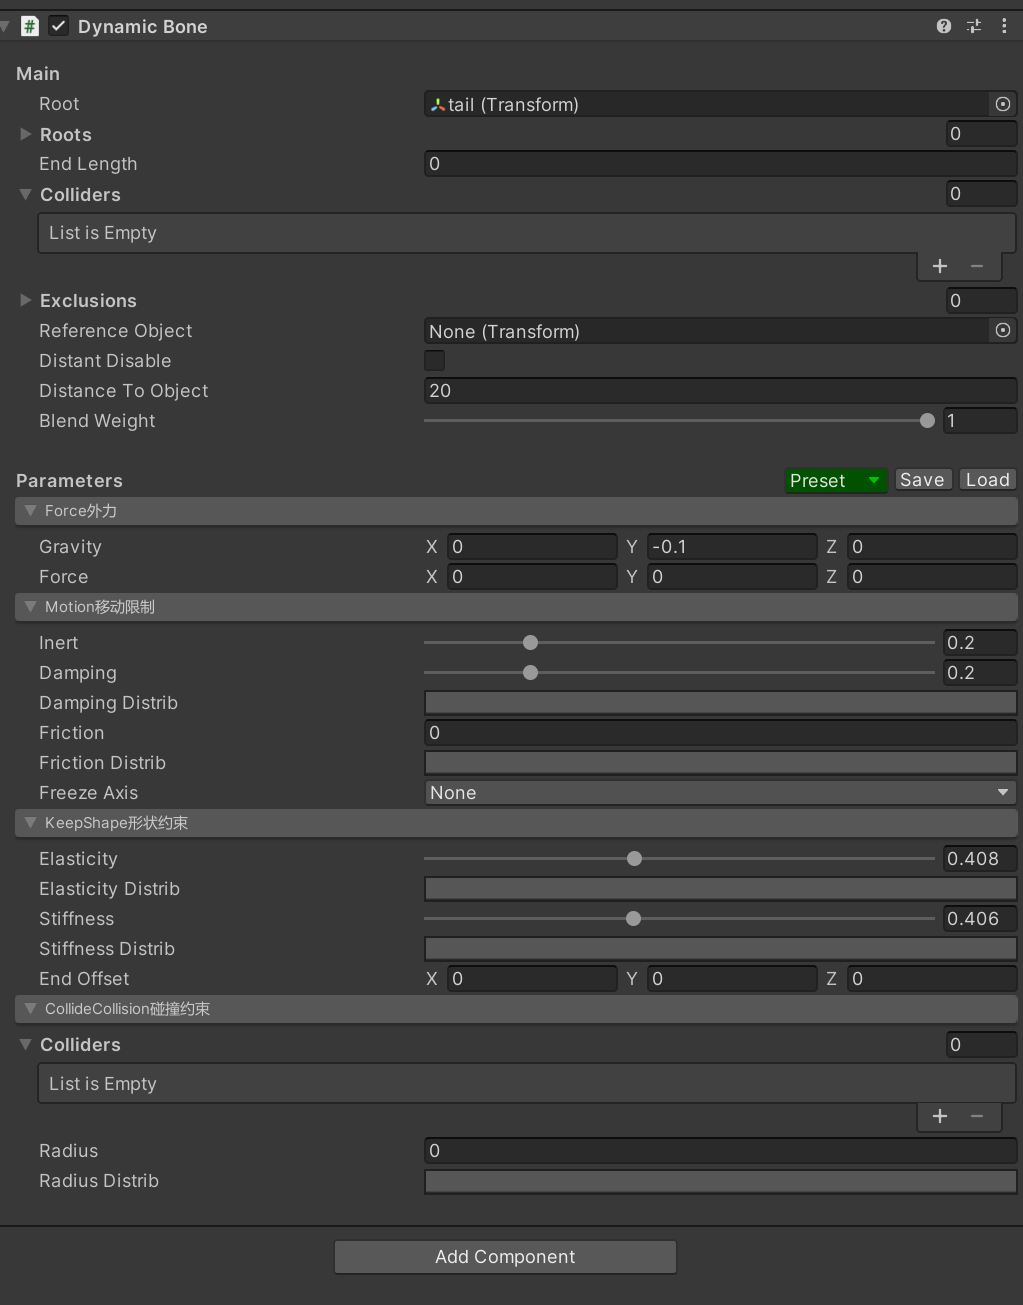 Dynamic Bone
Main
Root tail (Transform)
Roots 0
End Length 0
Colliders 0
List is Empty
+ −
Exclusions 0
Reference Object None (Transform)
Distant Disable
Distance To Object 20
Blend Weight 1
Parameters Preset Save Load
Force外力
Gravity X 0 Y -0.1 Z 0
Force X 0 Y 0 Z 0
Motion移动限制
Inert 0.2
Damping 0.2
Damping Distrib
Friction 0
Friction Distrib
Freeze Axis None
KeepShape形状约束
Elasticity 0.408
Elasticity Distrib
Stiffness 0.406
Stiffness Distrib
End Offset X 0 Y 0 Z 0
CollideCollision碰撞约束
Colliders 0
List is Empty
+ −
Radius 0
Radius Distrib
Add Component